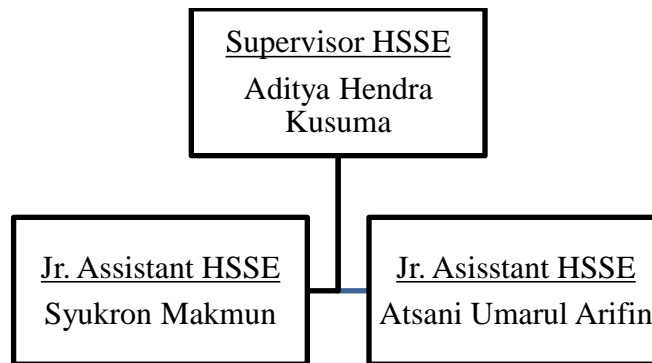 Supervisor HSSE
Aditya Hendra
Kusuma
Jr. Assistant HSSE
Syukron Makmun
Jr. Asisstant HSSE
Atsani Umarul Arifin